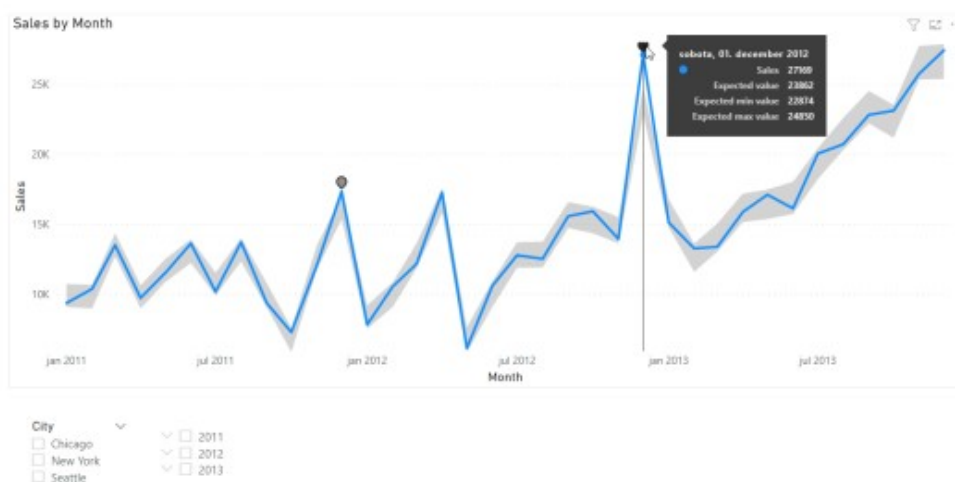 Sales by Month
sobota, 01. december 2012
Sales 27169
Expected value 23862
Expected min value 22874
Expected max value 24850
25K
20K
15K
10K
Sales
jan 2011
jul 2011
jan 2012
jul 2012
jan 2013
jul 2013
Month
City
Chicago
New York
Seattle
2011
2012
2013